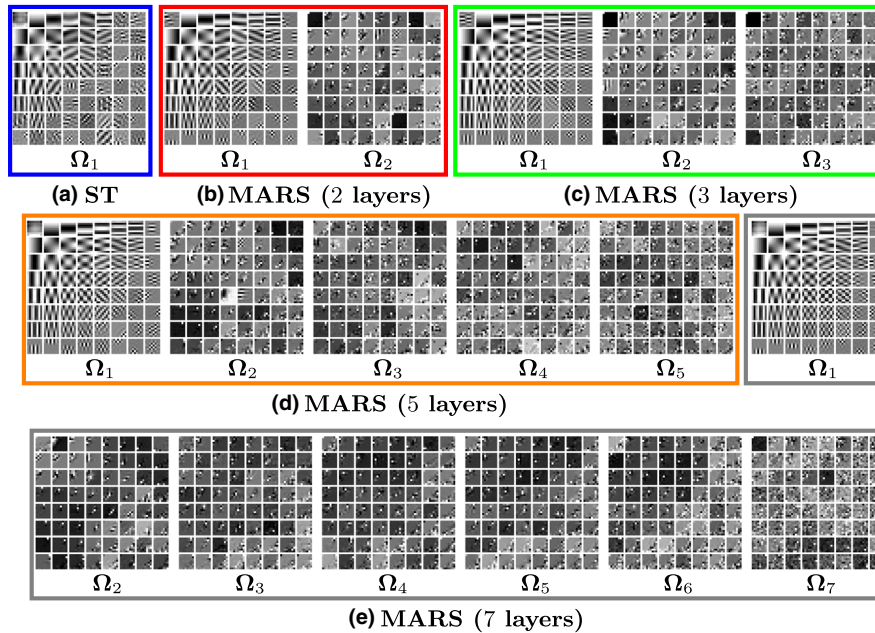 Ω₁ Ω₁ Ω₂ Ω₁ Ω₂ Ω₃
(a) ST (b) MARS (2 layers) (c) MARS (3 layers)
Ω₁ Ω₂ Ω₃ Ω₄ Ω₅ Ω₁
(d) MARS (5 layers)
Ω₂ Ω₃ Ω₄ Ω₅ Ω₆ Ω₇
(e) MARS (7 layers)